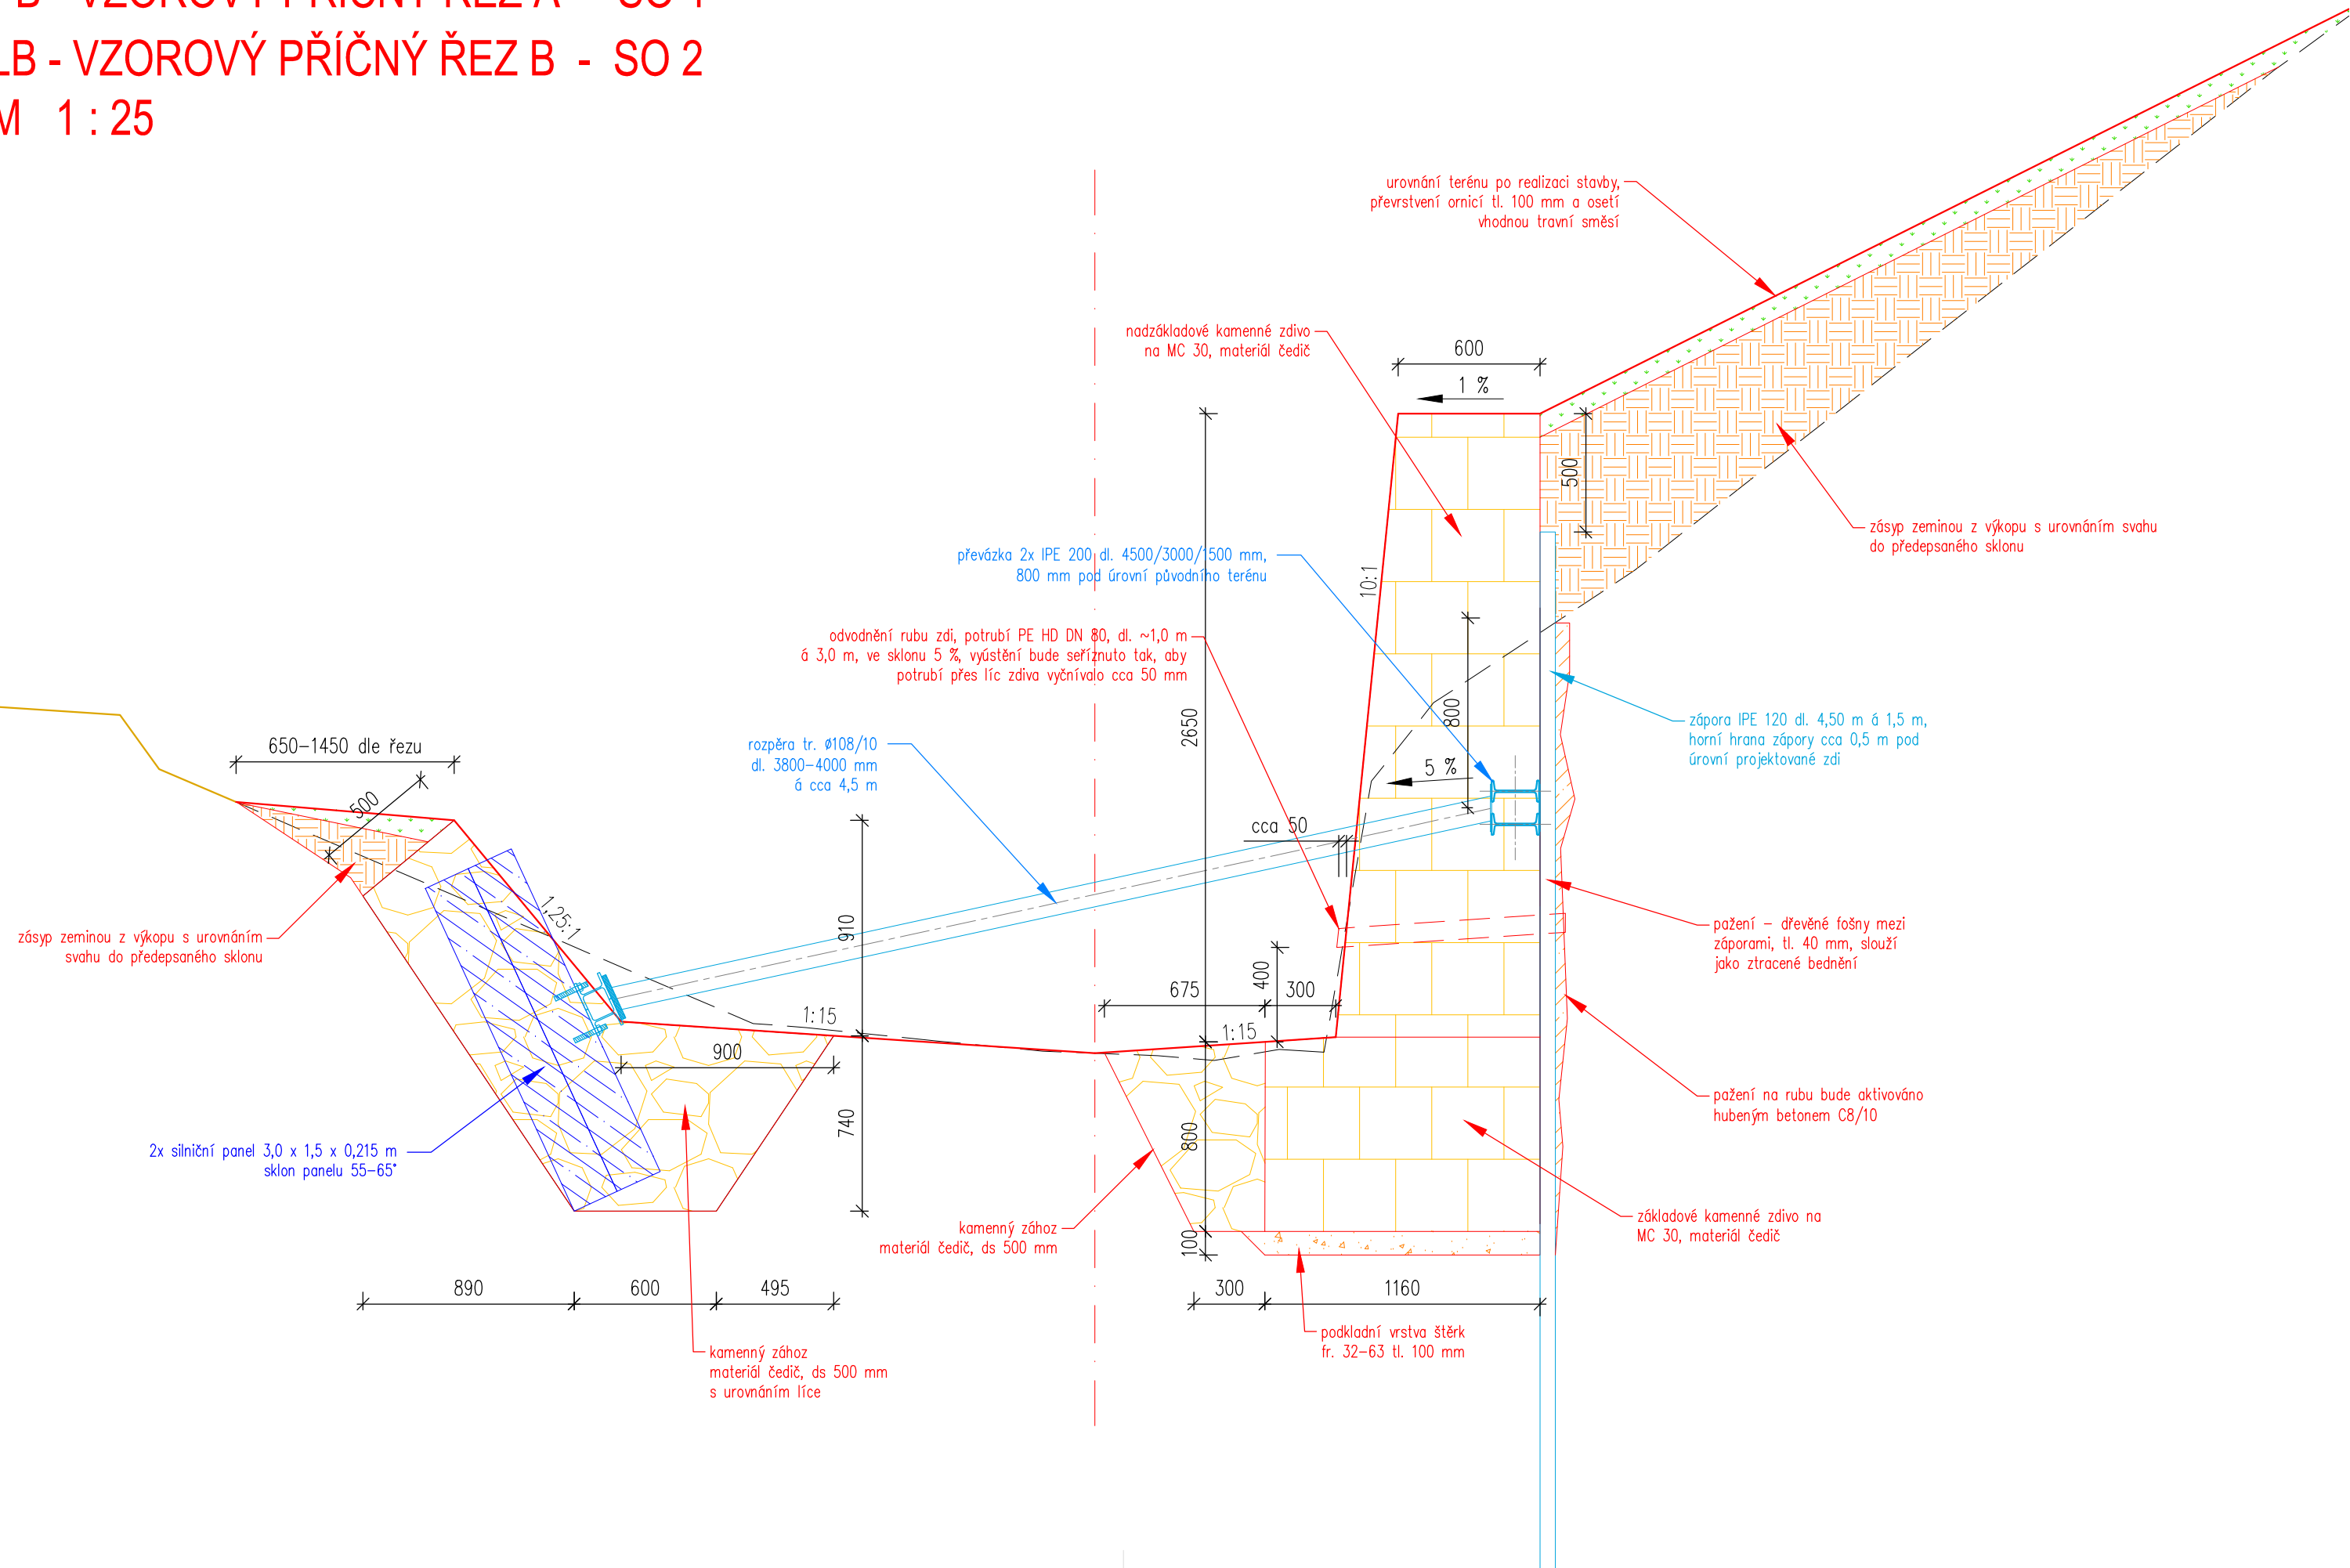 B - VZOROVÝ PŘÍČNÝ ŘEZ A - SO 1
LB - VZOROVÝ PŘÍČNÝ ŘEZ B - SO 2
M 1 : 25
urovnání terénu po realizaci stavby,
převrstvení ornicí tl. 100 mm a osetí
vhodnou travní směsí
nadzákladové kamenné zdivo
na MC 30, materiál čedič
600
1 %
500
zásyp zeminou z výkopu s urovnáním svahu
do předepsaného sklonu
převázka 2x IPE 200 dl. 4500/3000/1500 mm,
800 mm pod úrovní původního terénu
10:1
odvodnění rubu zdi, potrubí PE HD DN 80, dl. ~1,0 m
á 3,0 m, ve sklonu 5 %, vyústění bude seříznuto tak, aby
potrubí přes líc zdiva vyčnívalo cca 50 mm
2650
800
zápora IPE 120 dl. 4,50 m á 1,5 m,
horní hrana zápory cca 0,5 m pod
úrovní projektované zdi
650-1450 dle řezu
rozpěra tr. ø108/10
dl. 3800-4000 mm
á cca 4,5 m
5 %
500
cca 50
1,25:1
910
zásyp zeminou z výkopu s urovnáním
svahu do předepsaného sklonu
pažení - dřevěné fošny mezi
záporami, tl. 40 mm, slouží
jako ztracené bednění
400
675
300
1:15
1:15
900
740
800
pažení na rubu bude aktivováno
hubeným betonem C8/10
2x silniční panel 3,0 x 1,5 x 0,215 m
sklon panelu 55-65°
kamenný zához
materiál čedič, ds 500 mm
100
základové kamenné zdivo na
MC 30, materiál čedič
890
600
495
300
1160
podkladní vrstva štěrk
fr. 32-63 tl. 100 mm
kamenný zához
materiál čedič, ds 500 mm
s urovnáním líce